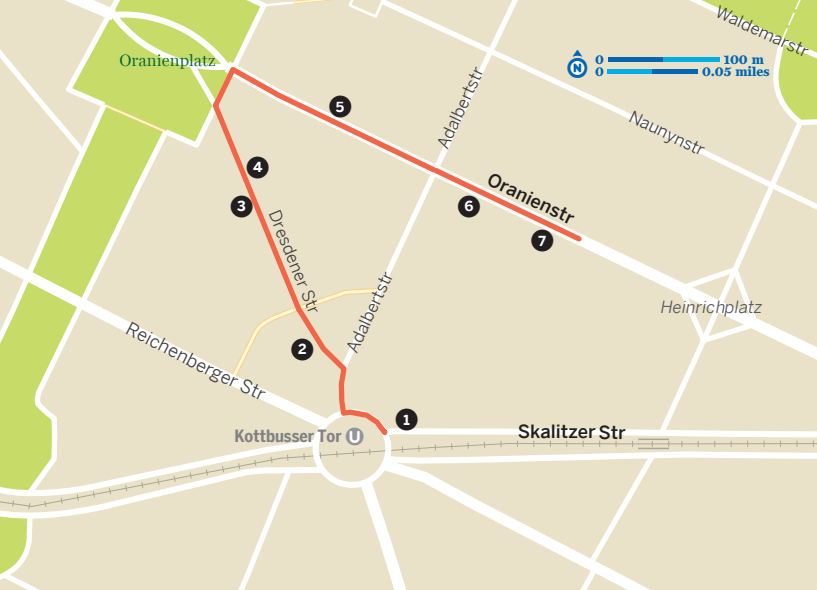 Waldemarstr
Oranienplatz
0 100 m
N
0 0.05 miles
5
Adalbertstr
Naunynstr
4
3
6
Oranienstr
7
Dresdener Str
Heinrichplatz
Adalbertstr
2
Reichenberger Str
1
Kottbusser Tor U
Skalitzer Str